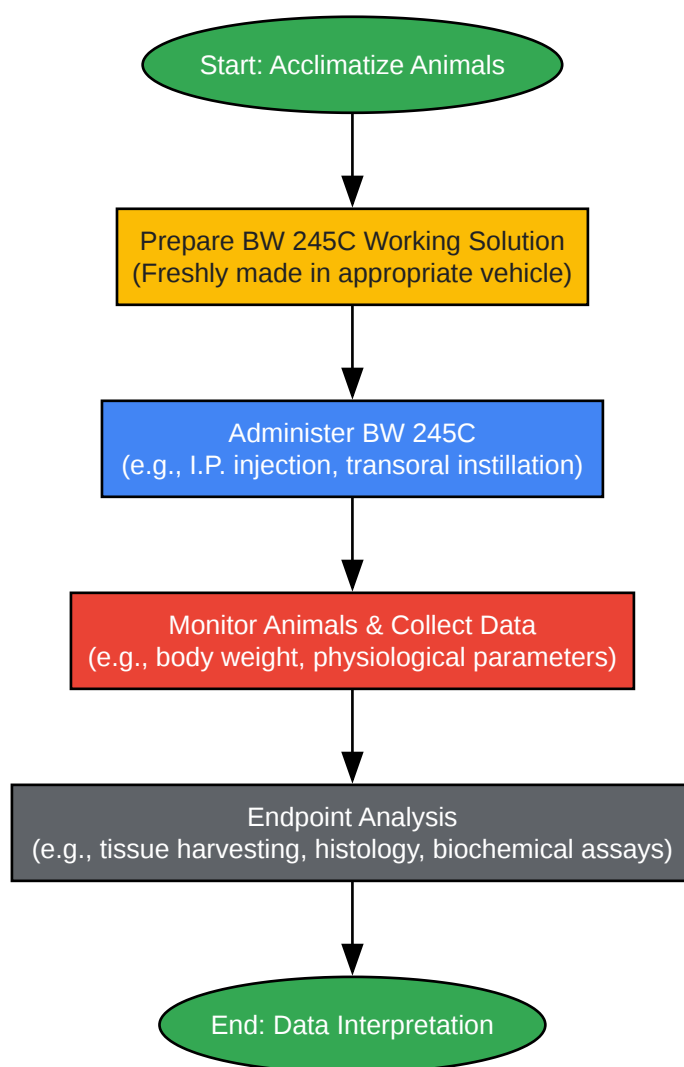 Start: Acclimatize Animals
Prepare BW 245C Working Solution
(Freshly made in appropriate vehicle)
Administer BW 245C
(e.g., I.P. injection, transoral instillation)
Monitor Animals & Collect Data
(e.g., body weight, physiological parameters)
Endpoint Analysis
(e.g., tissue harvesting, histology, biochemical assays)
End: Data Interpretation